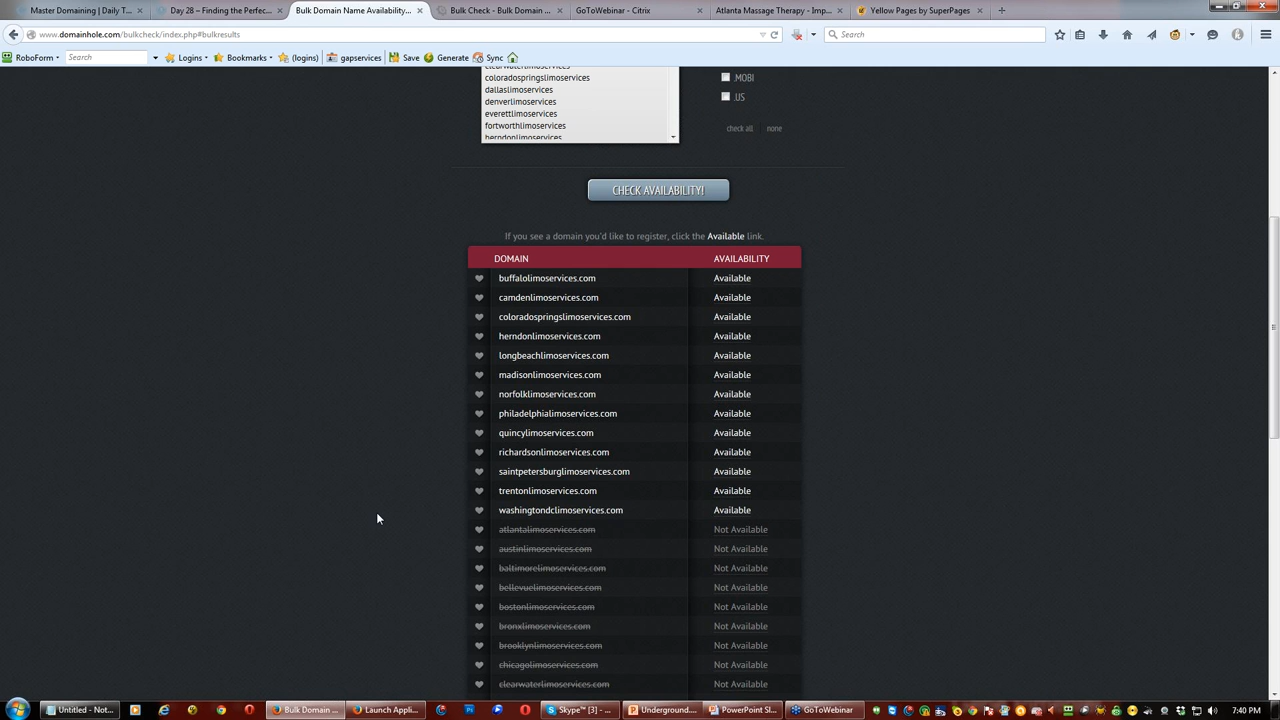 Master Domaining | Daily T...
Day 28 – Finding the Perfec...
Bulk Domain Name Availability...
Bulk Check - Bulk Domain ...
GoToWebinar - Citrix
Atlanta Massage Therapy - Imp...
Yellow Pages by SuperPages
www.domainhole.com/bulkcheck/index.php#bulkresults
Search
RoboForm
Search
Logins
Bookmarks
(logins)
gapservices
Save
Generate
Sync
clearwaterlimoservices
coloradospringslimoservices
dallaslimoservices
denverlimoservices
everettlimoservices
fortworthlimoservices
herndonlimoservices
.MOBI
.US
check all
none
CHECK AVAILABILITY!
If you see a domain you'd like to register, click the Available link.
DOMAIN AVAILABILITY
buffalolimoservices.com Available
camdenlimoservices.com Available
coloradospringslimoservices.com Available
herndonlimoservices.com Available
longbeachlimoservices.com Available
madisonlimoservices.com Available
norfolklimoservices.com Available
philadelphialimoservices.com Available
quincylimoservices.com Available
richardsonlimoservices.com Available
saintpetersburglimoservices.com Available
trentonlimoservices.com Available
washingtondclimoservices.com Available
atlantalimoservices.com Not Available
austinlimoservices.com Not Available
baltimorelimoservices.com Not Available
bellevuelimoservices.com Not Available
bostonlimoservices.com Not Available
bronxlimoservices.com Not Available
brooklynlimoservices.com Not Available
chicagolimoservices.com Not Available
clearwaterlimoservices.com Not Available
Untitled - Not...
Bulk Domain ...
Launch Appli...
Skype™ [3] - ...
Underground....
PowerPoint Sl...
GoToWebinar
7:40 PM